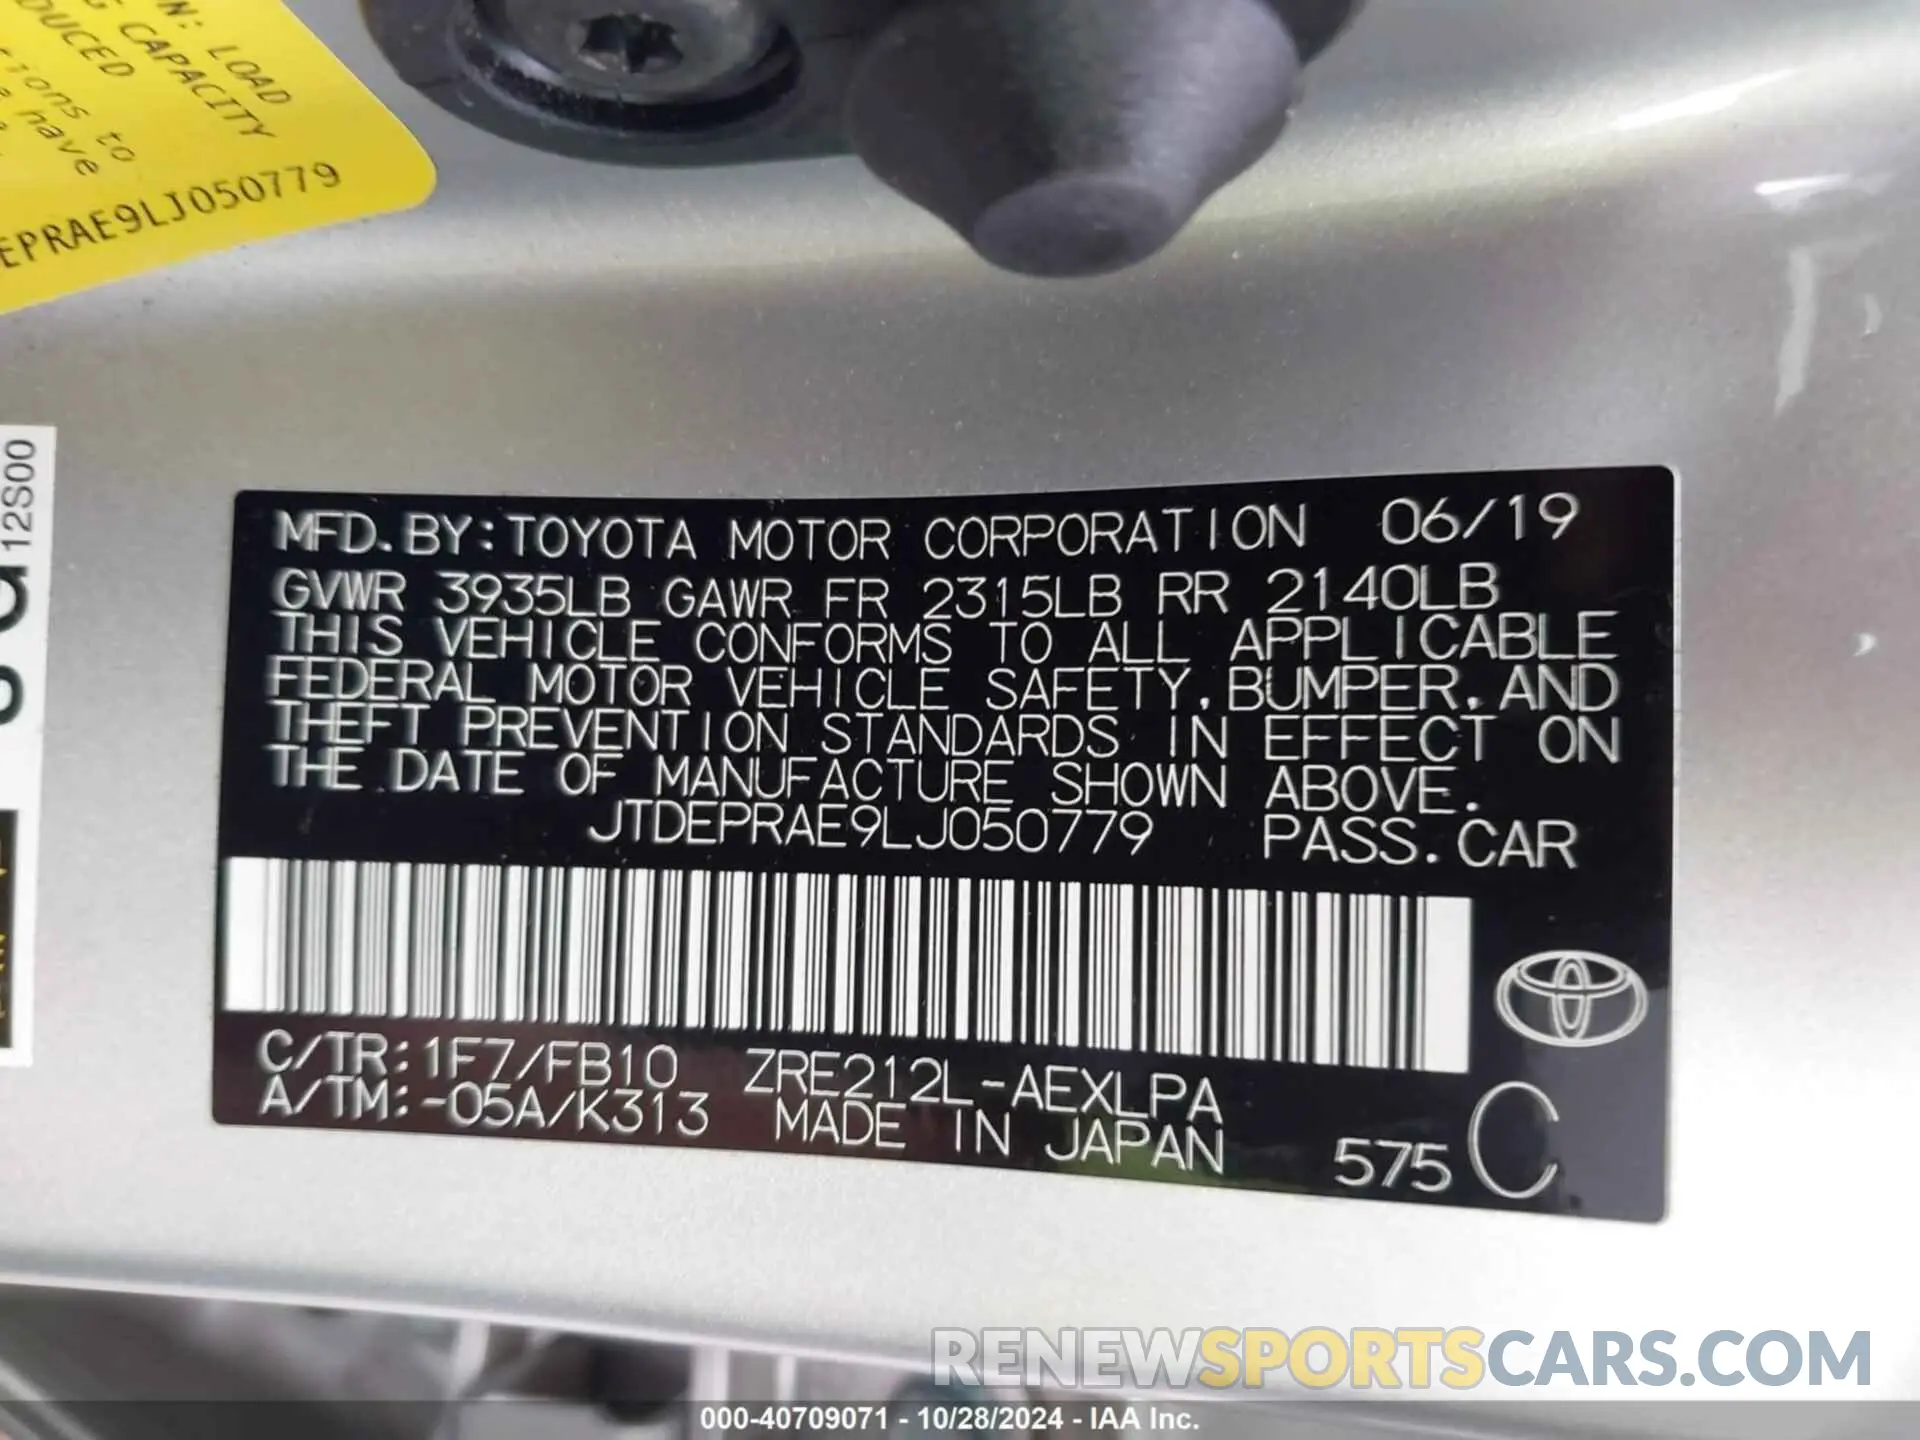 N: LOAD
G CAPACITY
DUCED
tions to
have
EPRAE9LJ050779
12S00
MFD. BY: TOYOTA MOTOR CORPORATION 06/19
GVWR 3935LB GAWR FR 2315LB RR 2140LB
THIS VEHICLE CONFORMS TO ALL APPLICABLE
FEDERAL MOTOR VEHICLE SAFETY, BUMPER, AND
THEFT PREVENTION STANDARDS IN EFFECT ON
THE DATE OF MANUFACTURE SHOWN ABOVE.
JTDEPRAE9LJ050779 PASS. CAR
C/TR: 1F7/FB10 ZRE212L-AEXLPA
A/TM: -05A/K313 MADE IN JAPAN 575 C
RENEWSPORTSCARS.COM
000-40709071 - 10/28/2024 - IAA Inc.